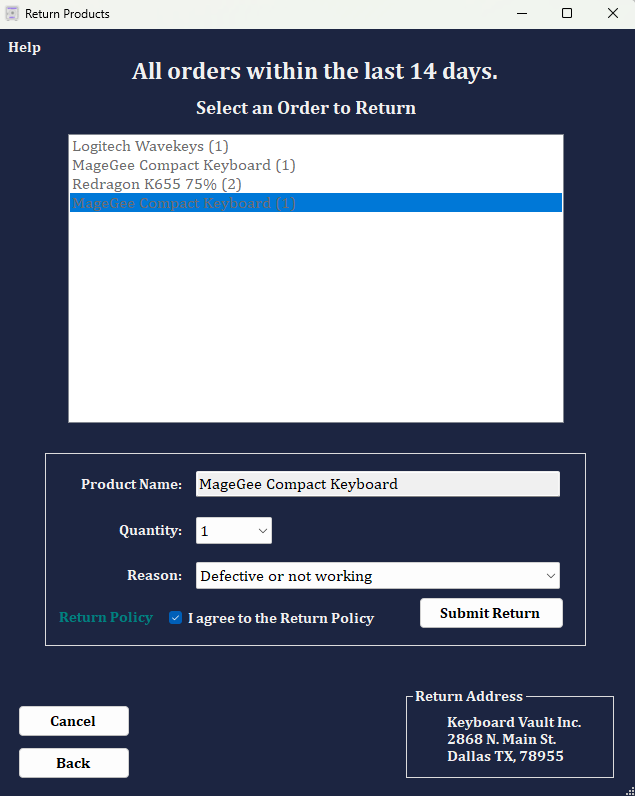 Return Products
Help
All orders within the last 14 days.
Select an Order to Return
Logitech Wavekeys (1)
MageGee Compact Keyboard (1)
Redragon K655 75% (2)
MageGee Compact Keyboard (1)
Product Name: MageGee Compact Keyboard
Quantity: 1
Reason: Defective or not working
Return Policy I agree to the Return Policy Submit Return
Return Address
Keyboard Vault Inc.
2868 N. Main St.
Dallas TX, 78955
Cancel
Back